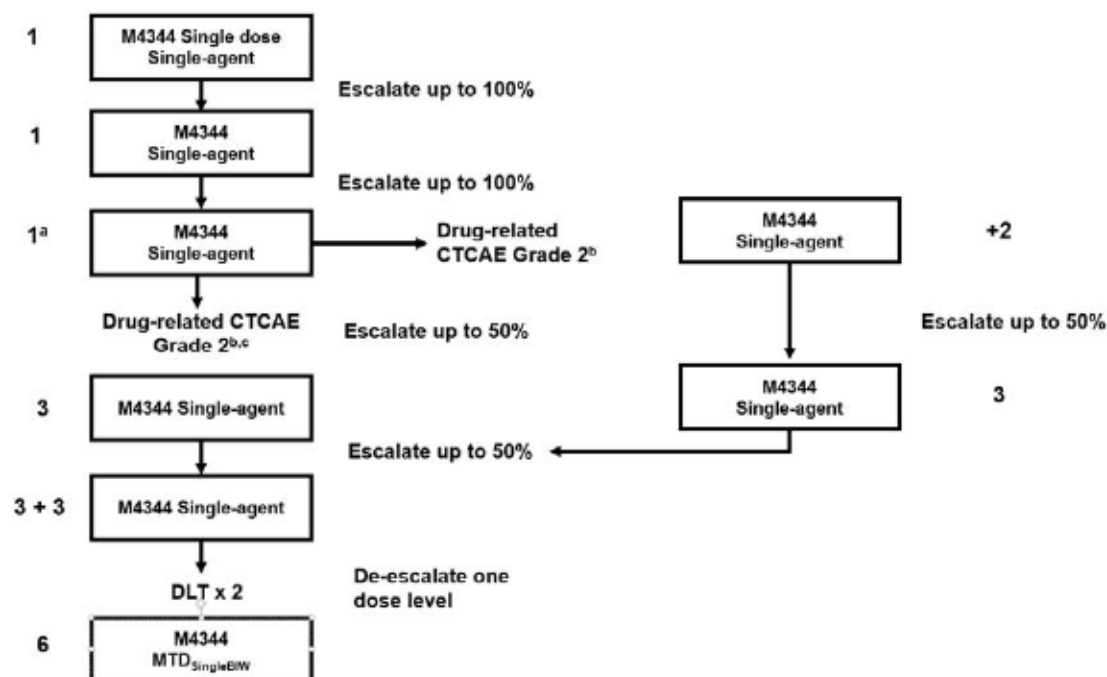 1
M4344 Single dose
Single-agent
Escalate up to 100%
1
M4344
Single-agent
Escalate up to 100%
1ᵃ
M4344
Single-agent
Drug-related
CTCAE Grade 2ᵇ
M4344
Single-agent
+2
Drug-related CTCAE
Grade 2ᵇ,ᶜ
Escalate up to 50%
Escalate up to 50%
3
M4344 Single-agent
M4344
Single-agent
3
Escalate up to 50%
3 + 3
M4344 Single-agent
DLT x 2
De-escalate one
dose level
6
M4344
MTDSingleBIW